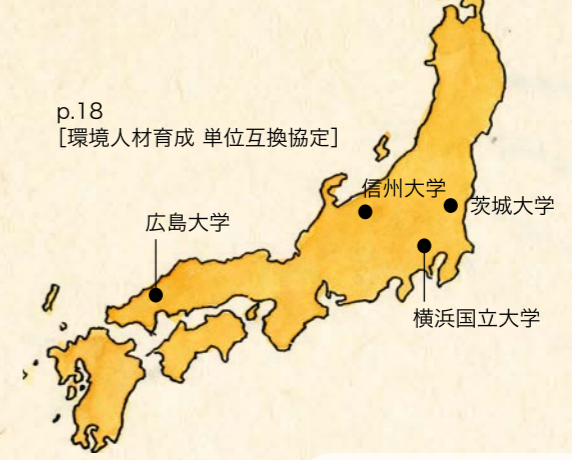 p.18
［環境人材育成 単位互換協定］
信州大学
茨城大学
広島大学
横浜国立大学